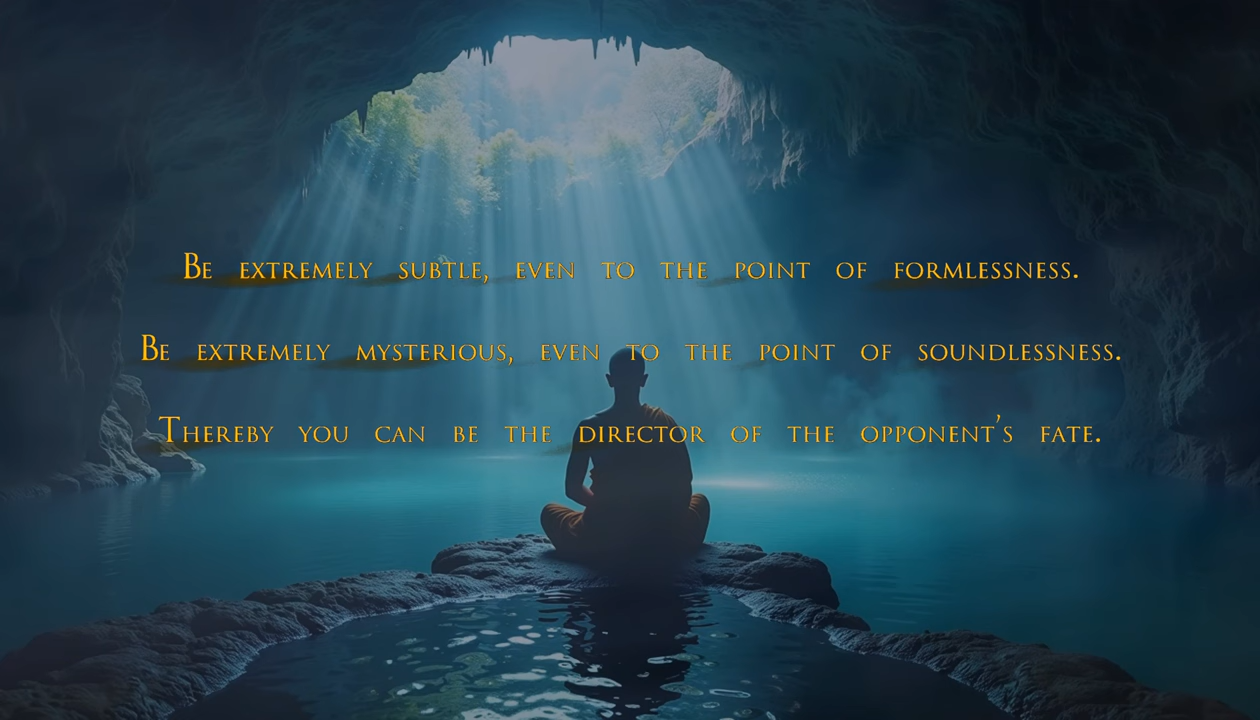 Be extremely subtle, even to the point of formlessness.
Be extremely mysterious, even to the point of soundlessness.
Thereby you can be the director of the opponent's fate.